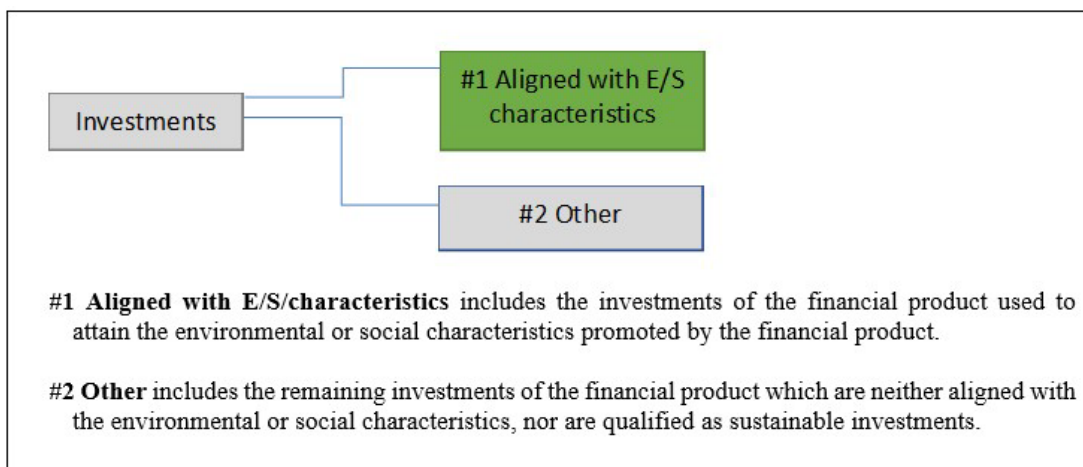 #1 Aligned with E/S
characteristics
Investments
#2 Other
#1 Aligned with E/S/characteristics includes the investments of the financial product used to
attain the environmental or social characteristics promoted by the financial product.
#2 Other includes the remaining investments of the financial product which are neither aligned with
the environmental or social characteristics, nor are qualified as sustainable investments.